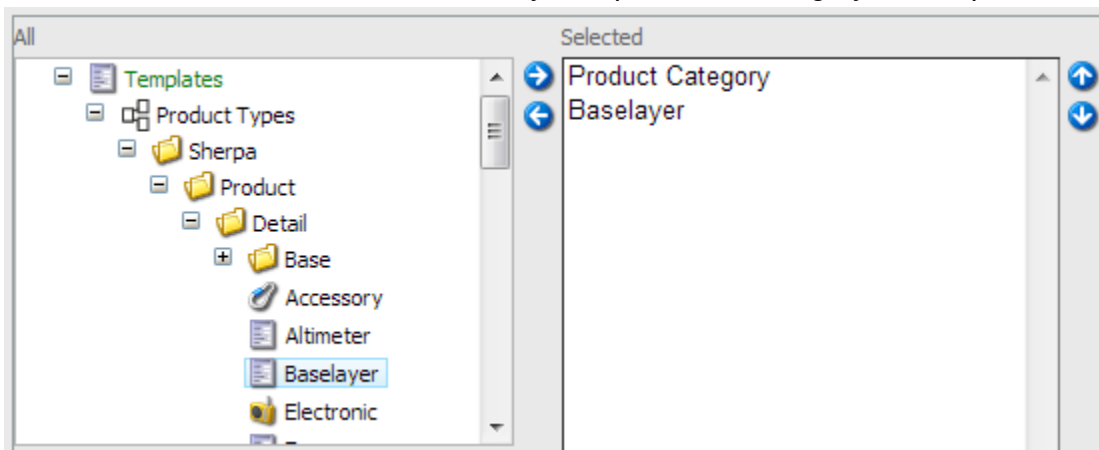 All
Templates
Product Types
Sherpa
Product
Detail
Base
Accessory
Altimeter
Baselayer
Electronic
Selected
Product Category
Baselayer